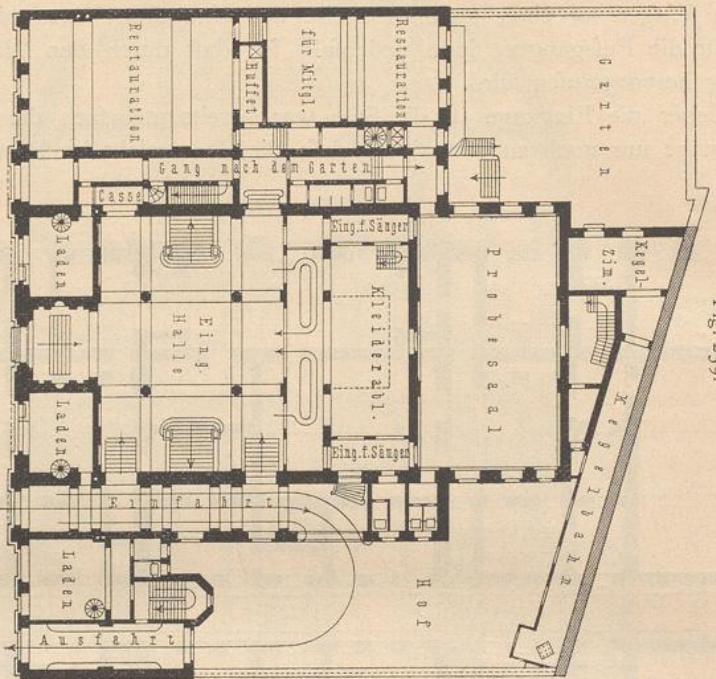 Restauration
Buffet
für Mitgl.
Restauration
Garten
Gang nach dem Garten
Casse
Laden
Eing.
Halle
Eing. f. Sänger
Kleiderabl.
Eing. f. Sänger
Probesaal
Kegel-
Zim.
Kegelbahn
Laden
Einfahrt
Laden
Ausfahrt
Hof